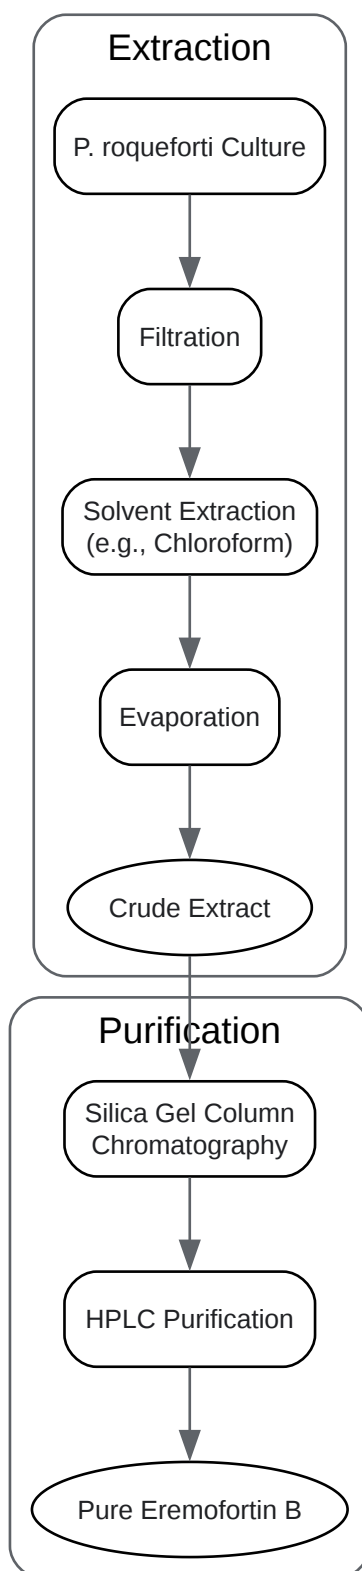 Extraction
P. roqueforti Culture
Filtration
Solvent Extraction
(e.g., Chloroform)
Evaporation
Crude Extract
Purification
Silica Gel Column
Chromatography
HPLC Purification
Pure Eremofortin B